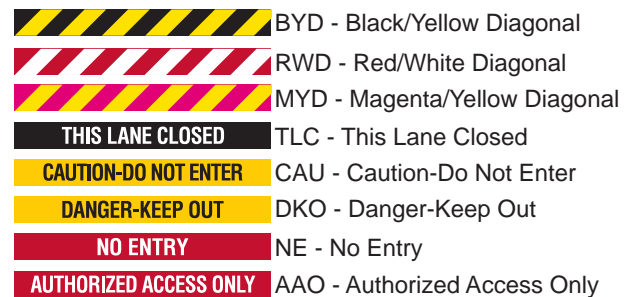 BYD - Black/Yellow Diagonal
RWD - Red/White Diagonal
MYD - Magenta/Yellow Diagonal
THIS LANE CLOSED TLC - This Lane Closed
CAUTION-DO NOT ENTER CAU - Caution-Do Not Enter
DANGER-KEEP OUT DKO - Danger-Keep Out
NO ENTRY NE - No Entry
AUTHORIZED ACCESS ONLY AAO - Authorized Access Only